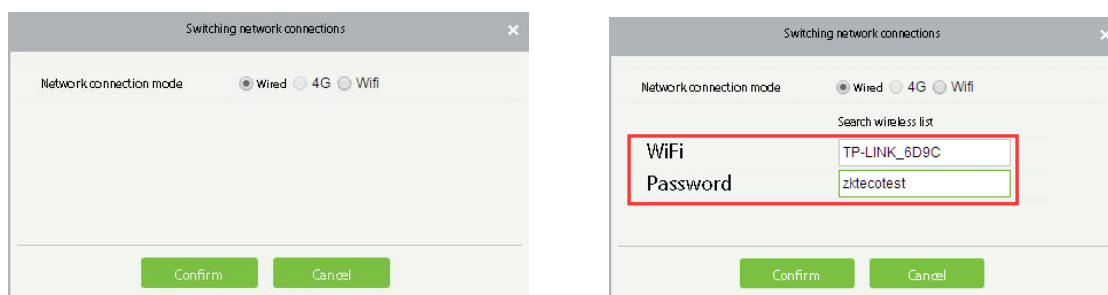 Switching network connections ×
Network connection mode Wired 4G Wifi
Confirm Cancel
Switching network connections ×
Network connection mode Wired 4G Wifi
Search wireless list
WiFi TP-LINK_6D9C
Password zktecotest
Confirm Cancel